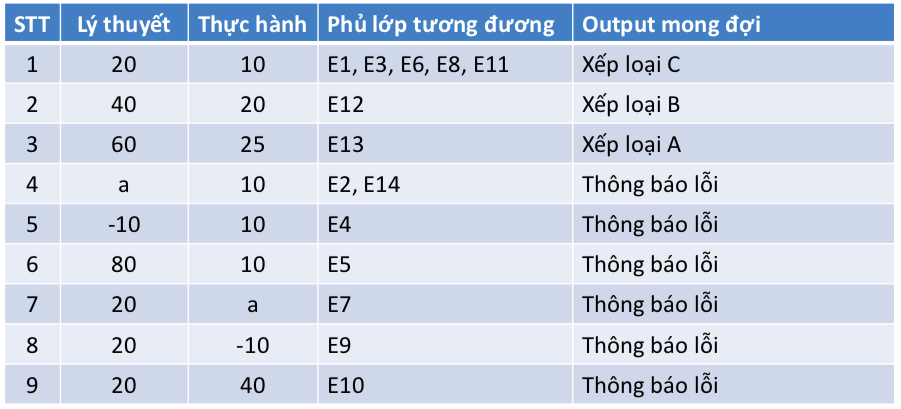 STT Lý thuyết Thực hành Phủ lớp tương đương Output mong đợi
1 20 10 E1, E3, E6, E8, E11 Xếp loại C
2 40 20 E12 Xếp loại B
3 60 25 E13 Xếp loại A
4 a 10 E2, E14 Thông báo lỗi
5 -10 10 E4 Thông báo lỗi
6 80 10 E5 Thông báo lỗi
7 20 a E7 Thông báo lỗi
8 20 -10 E9 Thông báo lỗi
9 20 40 E10 Thông báo lỗi